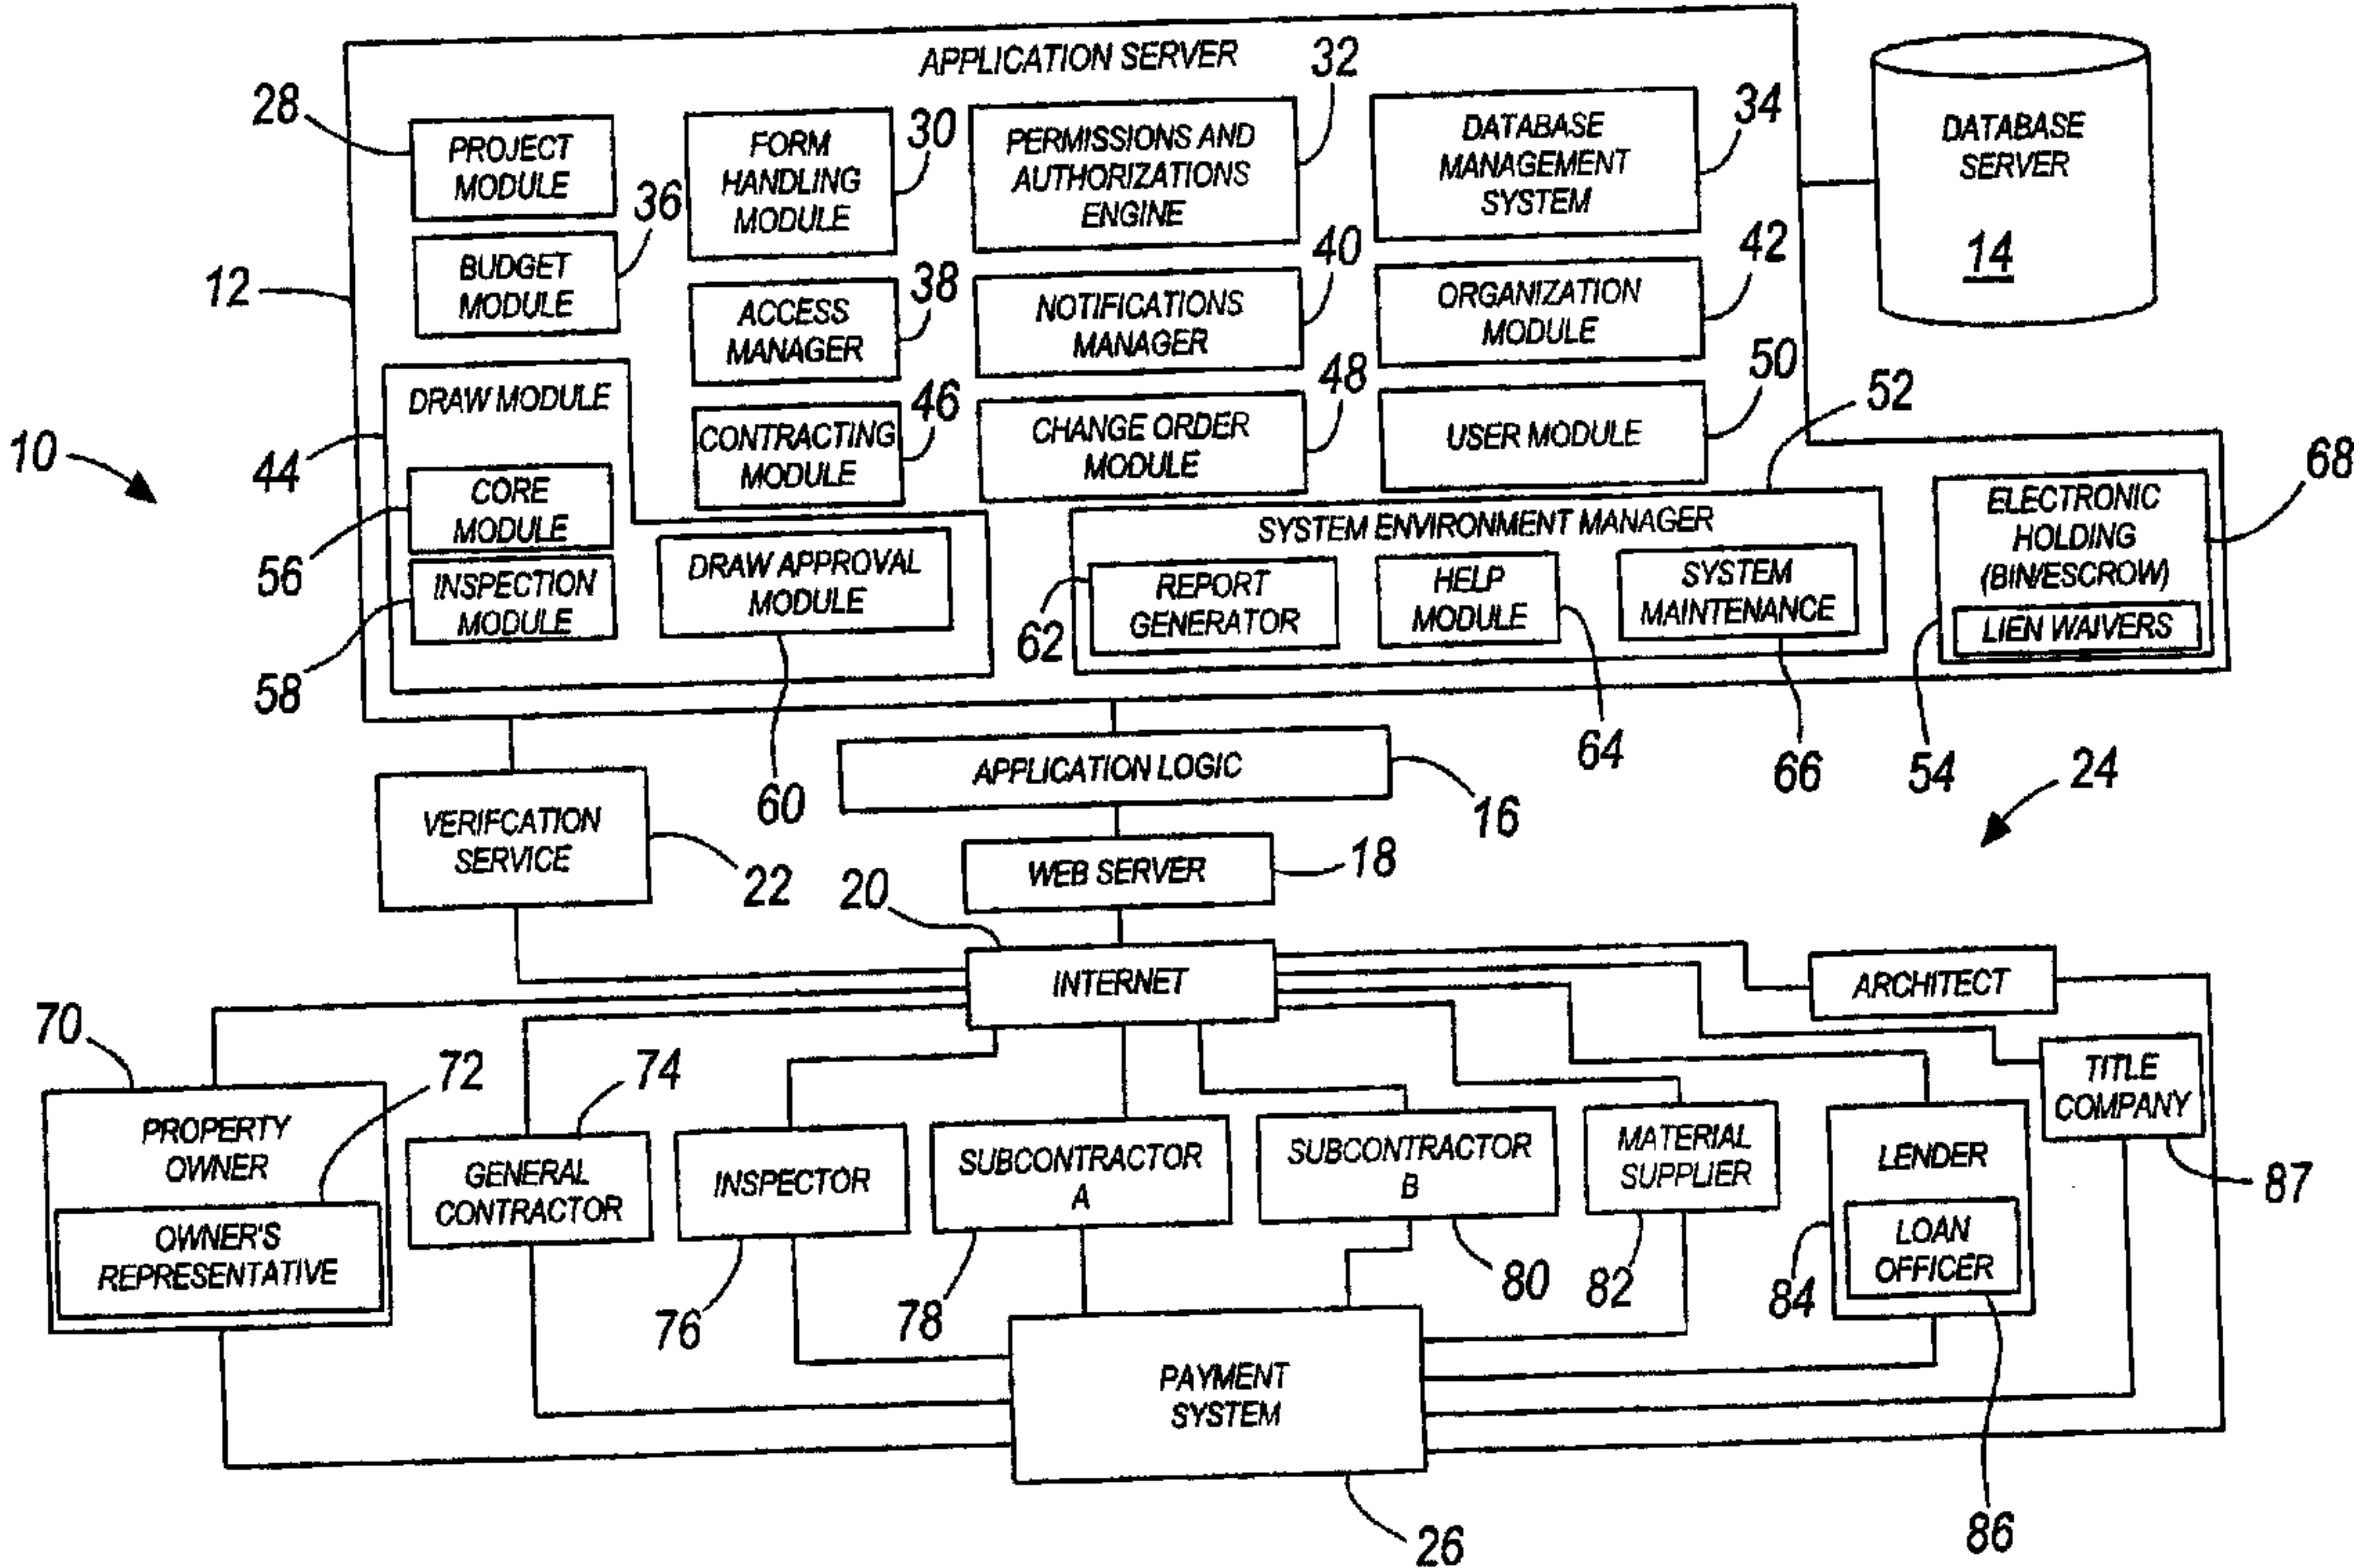 APPLICATION SERVER
28
PROJECT
MODULE
FORM
HANDLING
MODULE
30
PERMISSIONS AND
AUTHORIZATIONS
ENGINE
32
DATABASE
MANAGEMENT
SYSTEM
34
DATABASE
SERVER
14
12
BUDGET
MODULE
36
ACCESS
MANAGER
38
NOTIFICATIONS
MANAGER
40
ORGANIZATION
MODULE
42
10
44
DRAW MODULE
CONTRACTING
MODULE
46
CHANGE ORDER
MODULE
48
USER MODULE
50
52
56
CORE
MODULE
58
INSPECTION
MODULE
DRAW APPROVAL
MODULE
60
SYSTEM ENVIRONMENT MANAGER
62
REPORT
GENERATOR
HELP
MODULE
64
SYSTEM
MAINTENANCE
66
ELECTRONIC
HOLDING
(BIN/ESCROW)
LIEN WAIVERS
68
54
24
VERIFCATION
SERVICE
22
APPLICATION LOGIC
16
WEB SERVER
18
20
INTERNET
ARCHITECT
70
PROPERTY
OWNER
72
OWNER'S
REPRESENTATIVE
74
GENERAL
CONTRACTOR
INSPECTOR
76
SUBCONTRACTOR
A
78
SUBCONTRACTOR
B
80
MATERIAL
SUPPLIER
82
LENDER
84
LOAN
OFFICER
86
TITLE
COMPANY
87
PAYMENT
SYSTEM
26